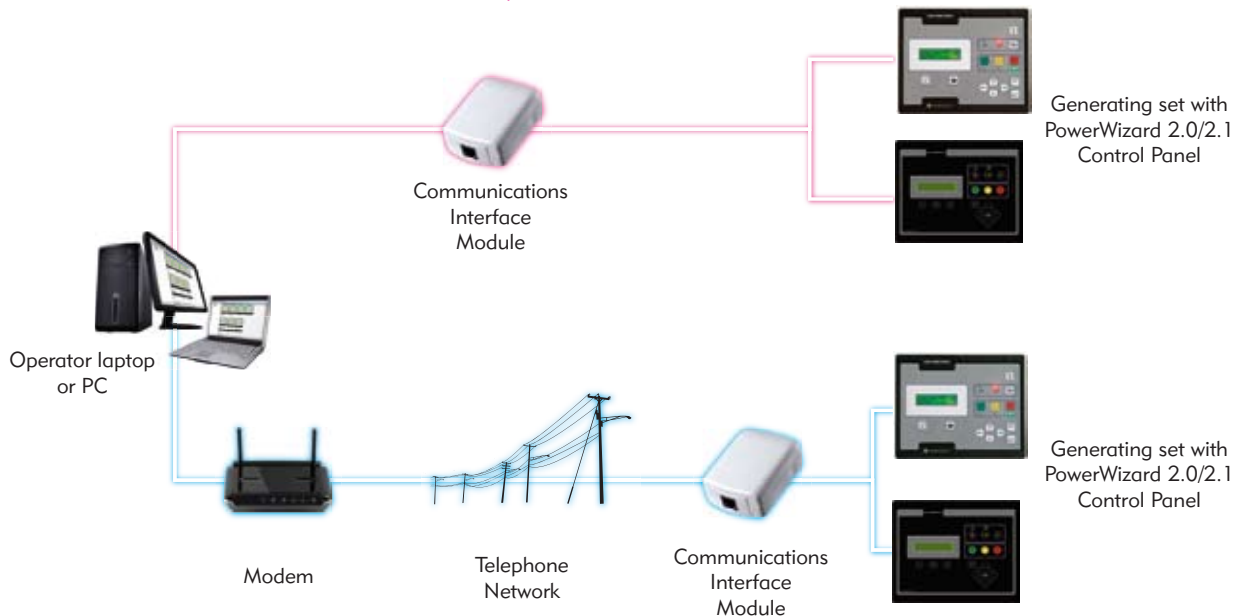 Generating set with
PowerWizard 2.0/2.1
Control Panel
Communications
Interface
Module
Operator laptop
or PC
Generating set with
PowerWizard 2.0/2.1
Control Panel
Modem
Telephone
Network
Communications
Interface
Module